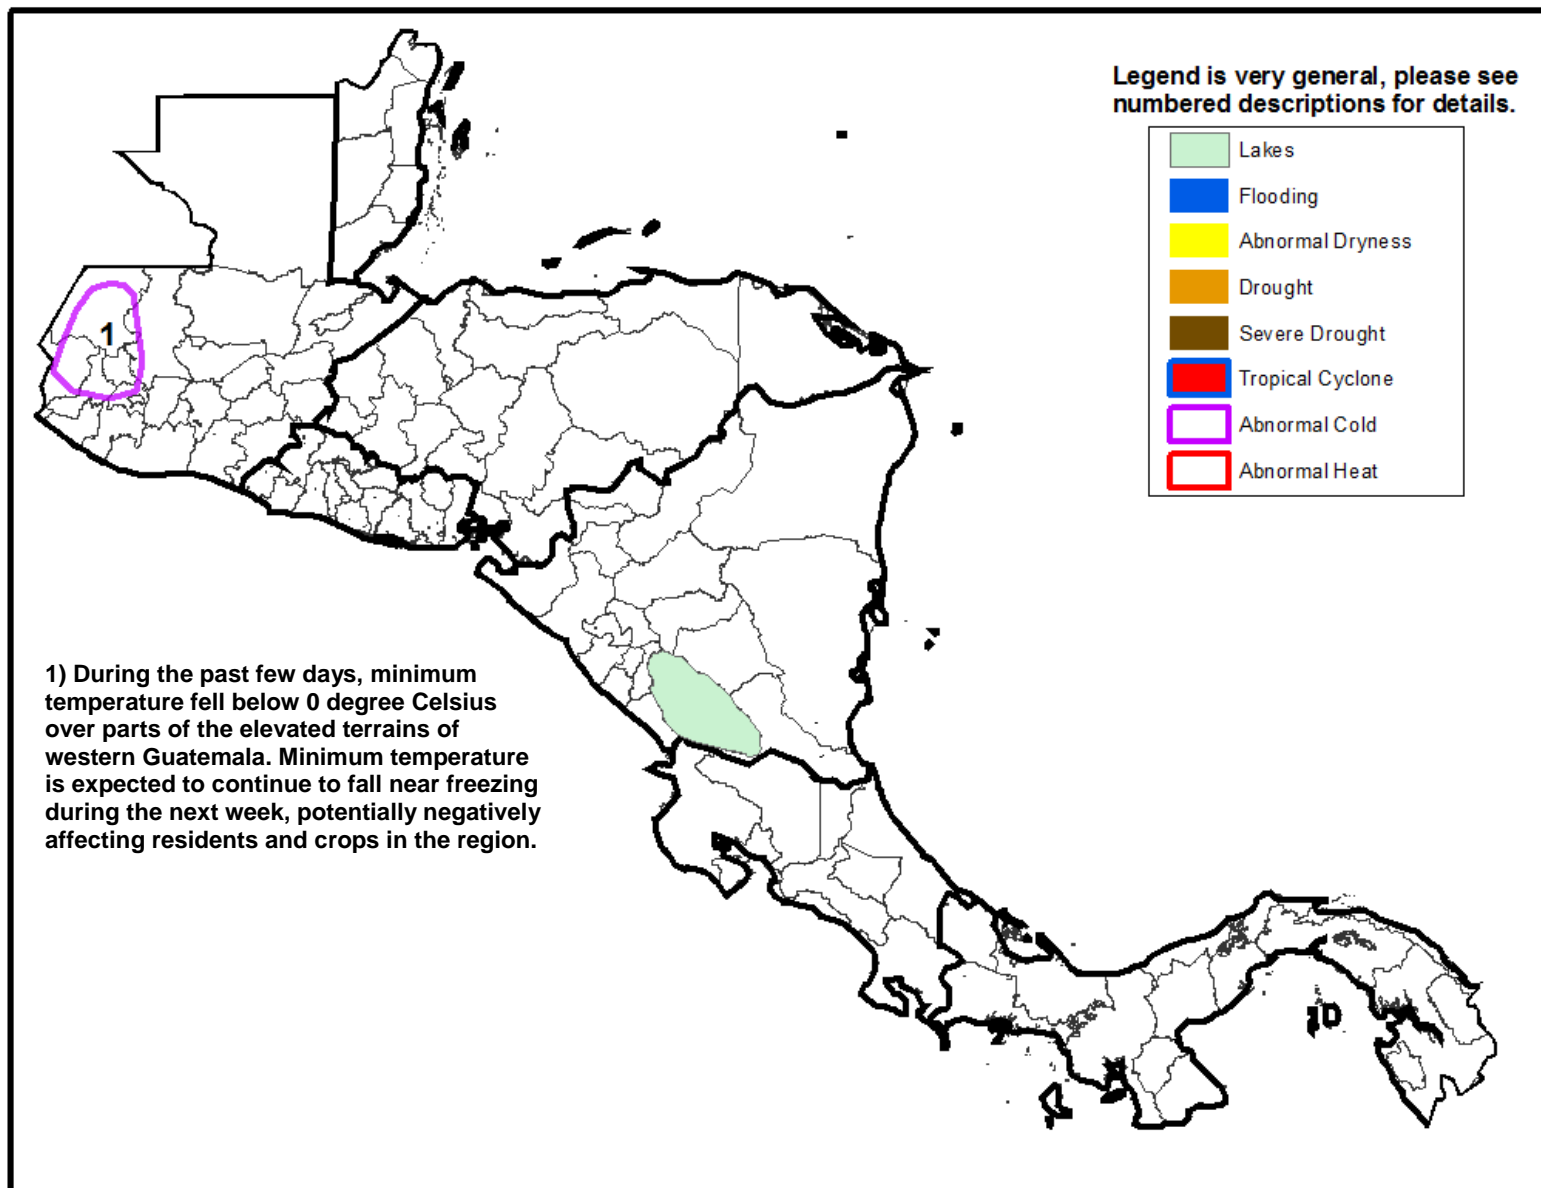 Legend is very general, please see
numbered descriptions for details.
Lakes
Flooding
Abnormal Dryness
Drought
Severe Drought
Tropical Cyclone
Abnormal Cold
Abnormal Heat
1
1) During the past few days, minimum
temperature fell below 0 degree Celsius
over parts of the elevated terrains of
western Guatemala. Minimum temperature
is expected to continue to fall near freezing
during the next week, potentially negatively
affecting residents and crops in the region.